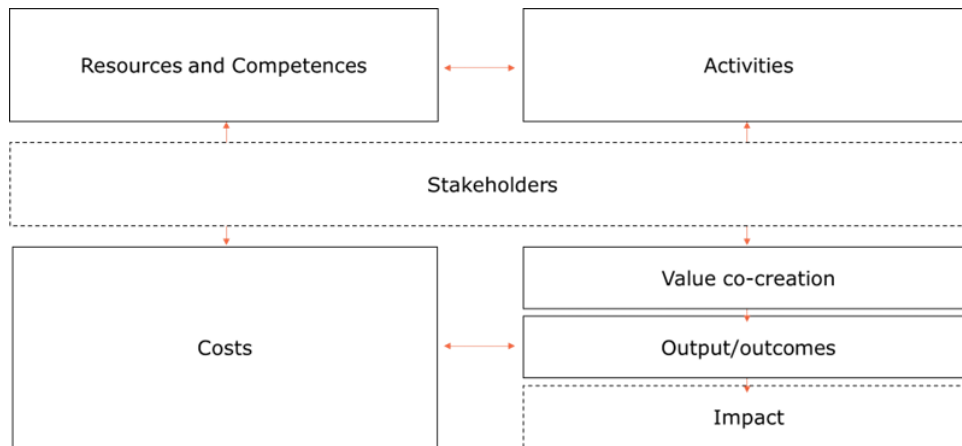 Resources and Competences
Activities
Stakeholders
Costs
Value co-creation
Output/outcomes
Impact